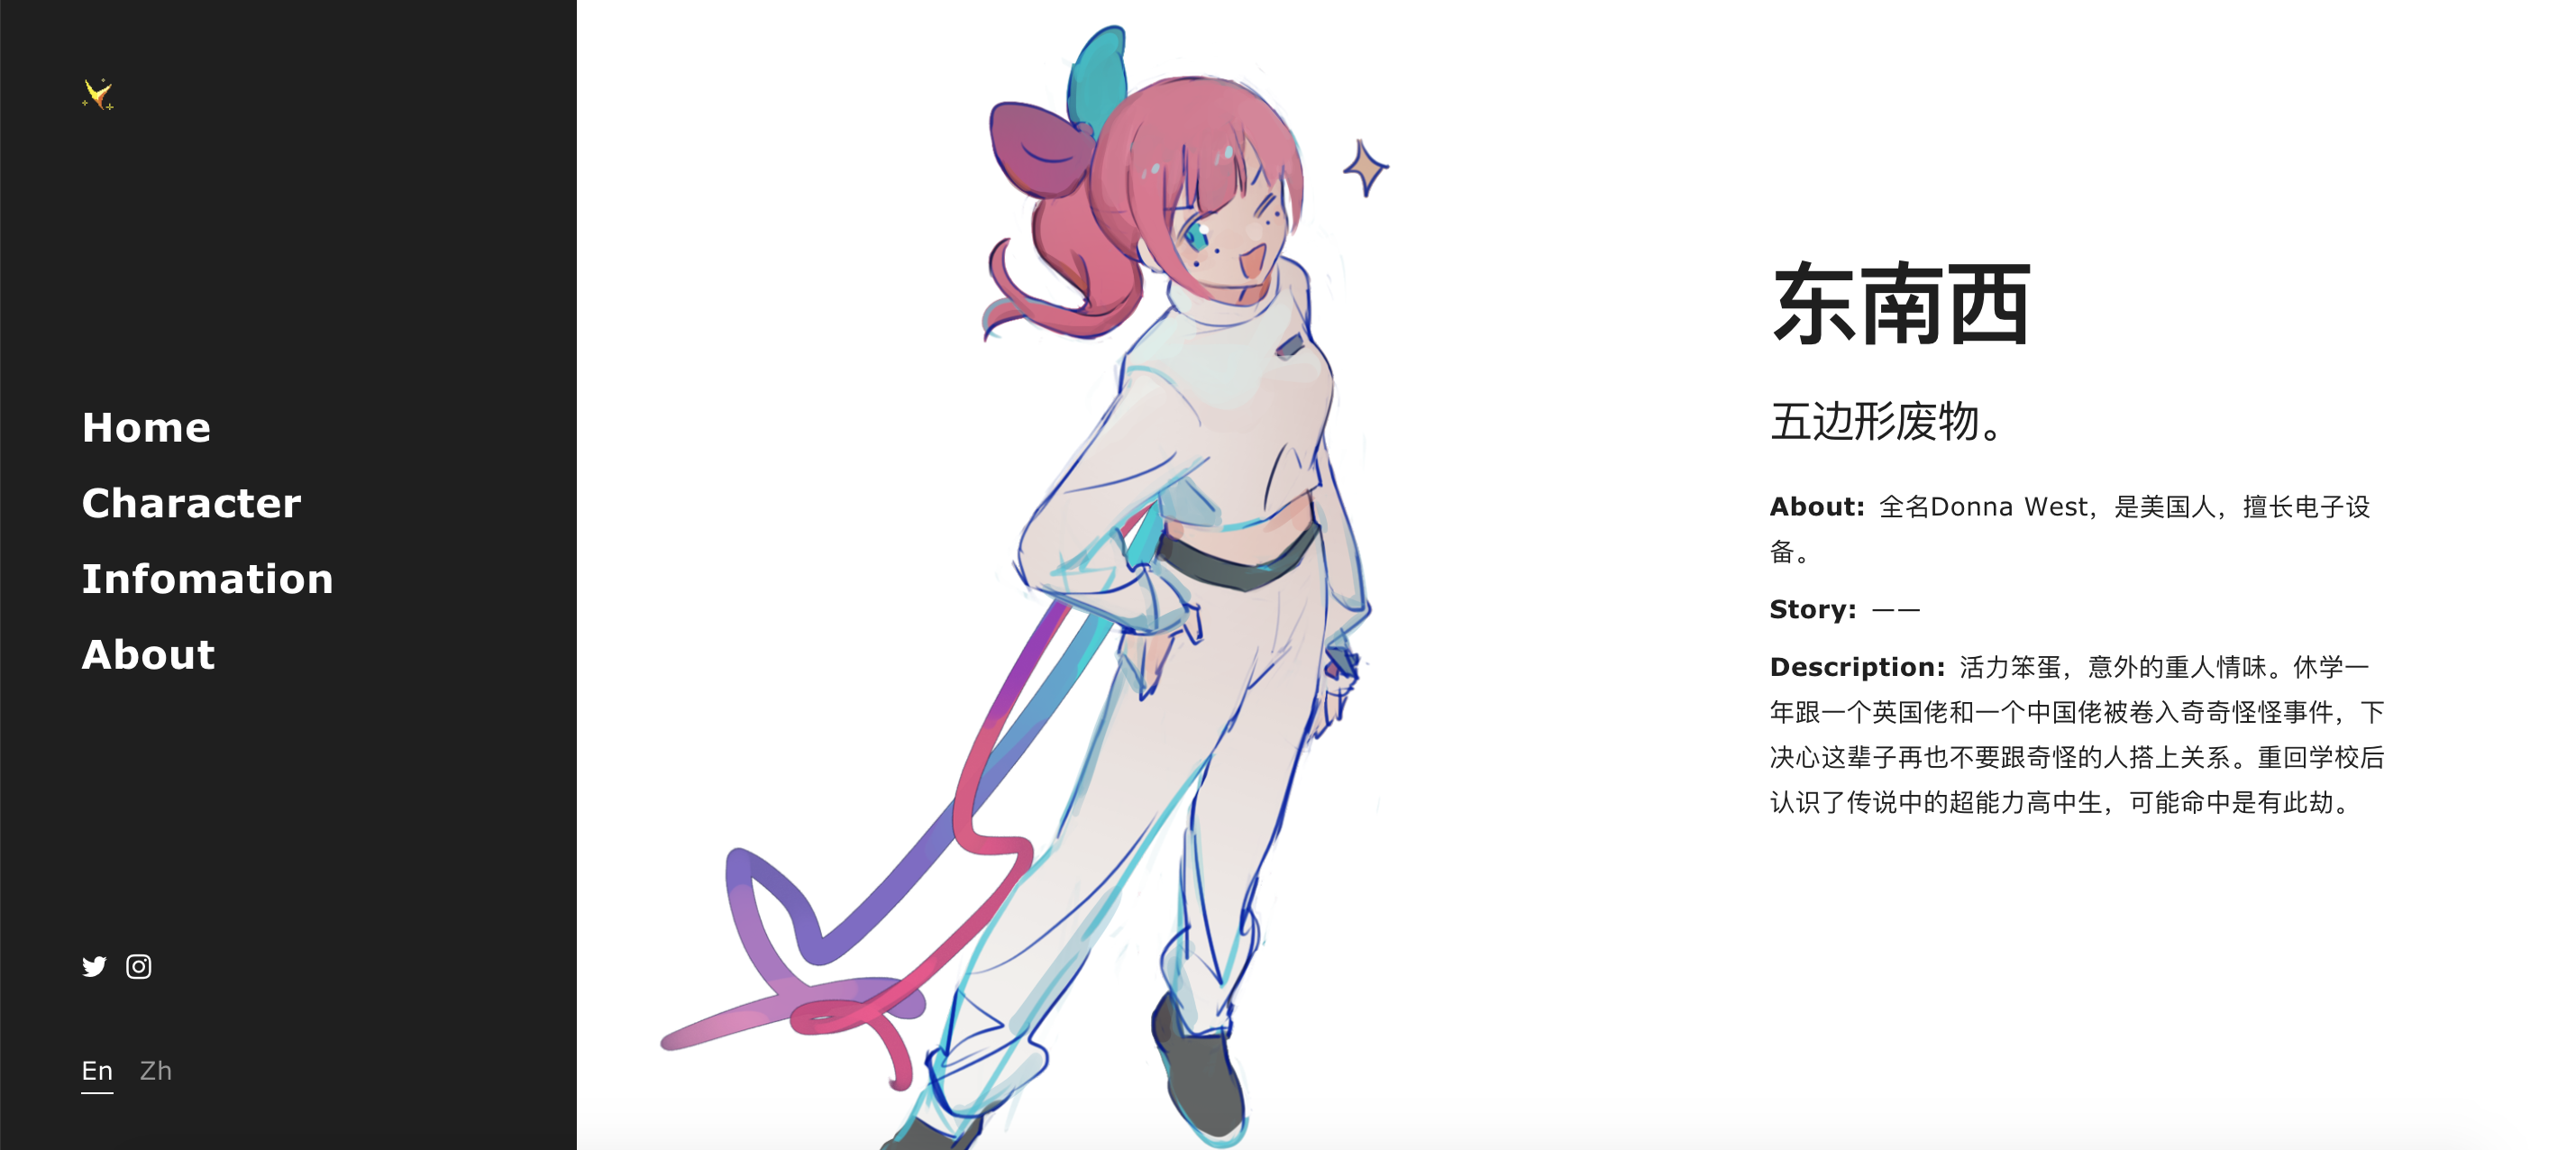 Home
Character
Infomation
About
En Zh
东南西
五边形废物。
About: 全名Donna West，是美国人，擅长电子设
备。
Story: ——
Description: 活力笨蛋，意外的重人情味。休学一
年跟一个英国佬和一个中国佬被卷入奇奇怪怪事件，下
决心这辈子再也不要跟奇怪的人搭上关系。重回学校后
认识了传说中的超能力高中生，可能命中是有此劫。